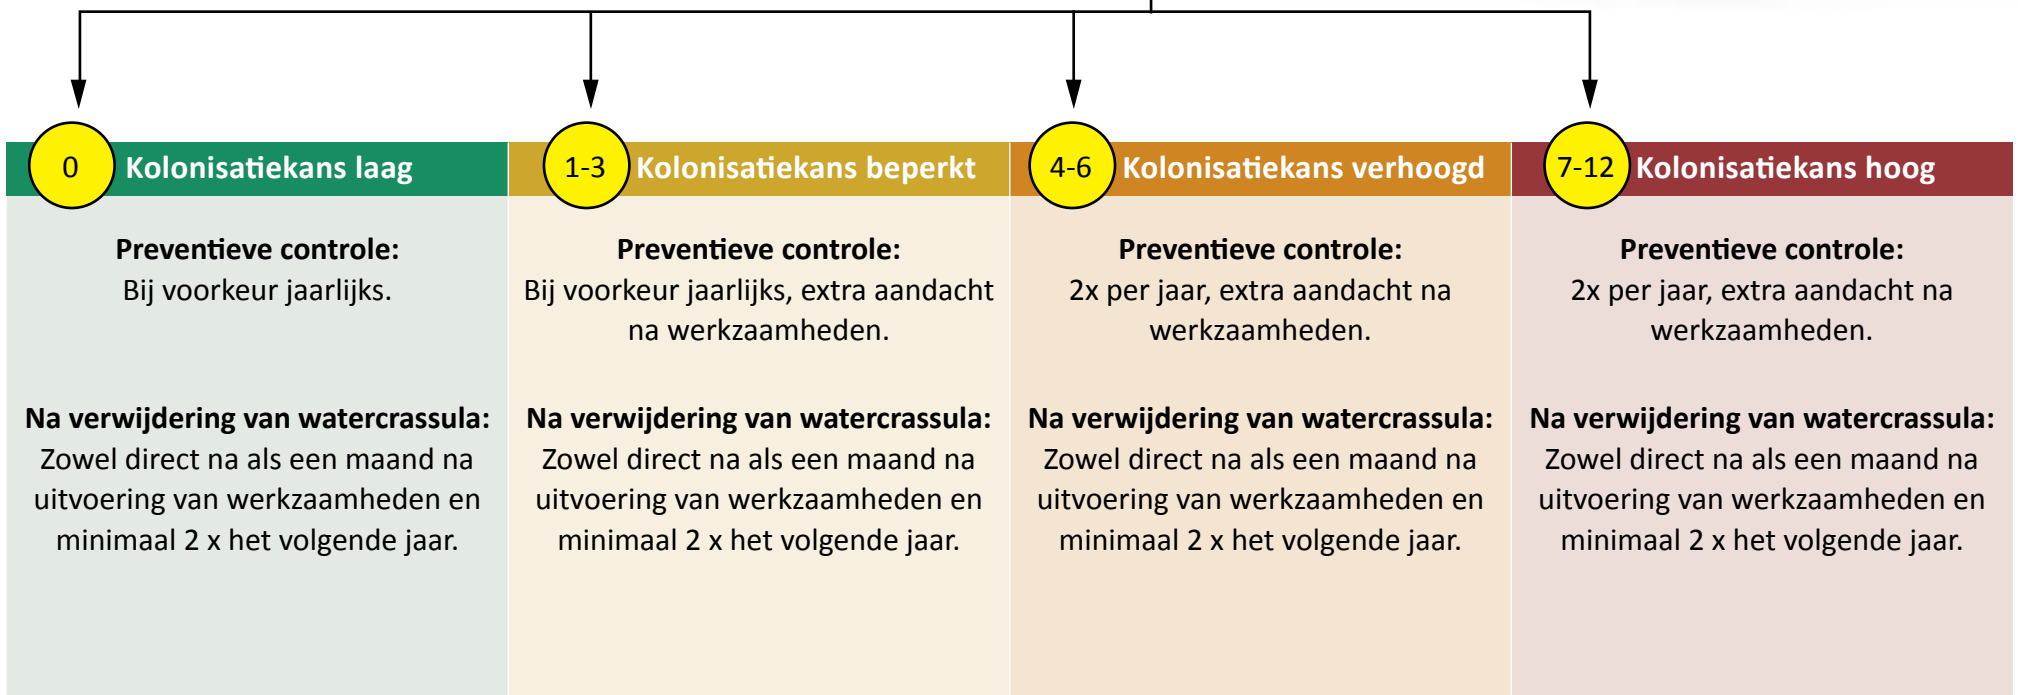 0
Kolonisatiekans laag
Preventieve controle:
Bij voorkeur jaarlijks.
Na verwijdering van watercrassula:
Zowel direct na als een maand na
uitvoering van werkzaamheden en
minimaal 2 x het volgende jaar.
1-3
Kolonisatiekans beperkt
Preventieve controle:
Bij voorkeur jaarlijks, extra aandacht
na werkzaamheden.
Na verwijdering van watercrassula:
Zowel direct na als een maand na
uitvoering van werkzaamheden en
minimaal 2 x het volgende jaar.
4-6
Kolonisatiekans verhoogd
Preventieve controle:
2x per jaar, extra aandacht na
werkzaamheden.
Na verwijdering van watercrassula:
Zowel direct na als een maand na
uitvoering van werkzaamheden en
minimaal 2 x het volgende jaar.
7-12
Kolonisatiekans hoog
Preventieve controle:
2x per jaar, extra aandacht na
werkzaamheden.
Na verwijdering van watercrassula:
Zowel direct na als een maand na
uitvoering van werkzaamheden en
minimaal 2 x het volgende jaar.